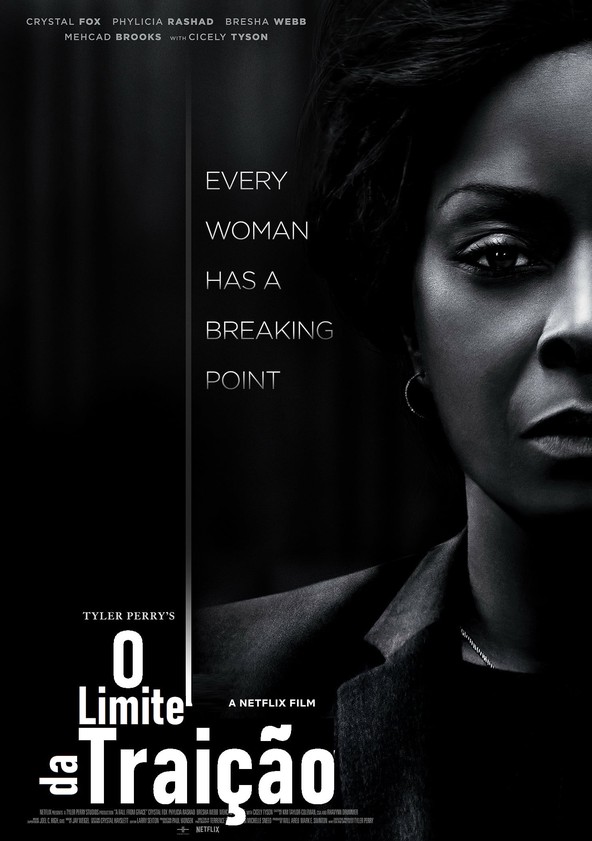 CRYSTAL FOX PHYLICIA RASHAD BRESHA WEBB
MEHCAD BROOKS WITH CICELY TYSON
EVERY
WOMAN
HAS A
BREAKING
POINT
TYLER PERRY'S
O
Limite
da Traição
A NETFLIX FILM
NETFLIX